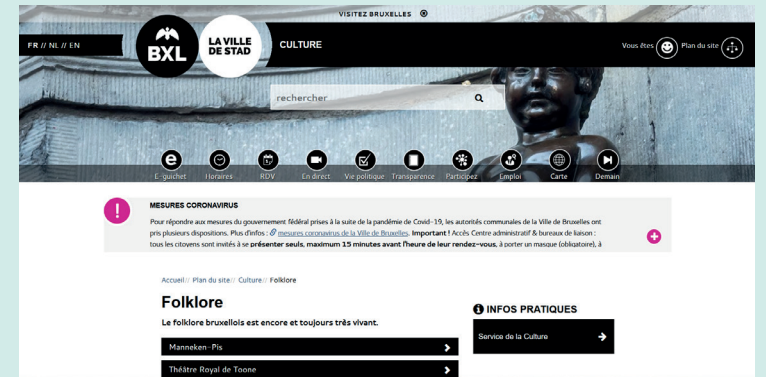 VISITEZ BRUXELLES
FR // NL // EN
BXL
LA VILLE
DE STAD
CULTURE
Vous êtes
Plan du site
rechercher
E-guichet Horaires RDV En direct Vie politique Transparence Participez Emploi Carte Demain
MESURES CORONAVIRUS
Pour répondre aux mesures du gouvernement fédéral prises à la suite de la pandémie de Covid-19, les autorités communales de la Ville de Bruxelles ont
pris plusieurs dispositions. Plus d'infos : mesures coronavirus de la Ville de Bruxelles. Important ! Accès Centre administratif & bureaux de liaison :
tous les citoyens sont invités à se présenter seuls, maximum 15 minutes avant l'heure de leur rendez-vous, à porter un masque (obligatoire), à
Accueil// Plan du site// Culture// Folklore
Folklore
Le folklore bruxellois est encore et toujours très vivant.
Manneken-Pis
Théâtre Royal de Toone
INFOS PRATIQUES
Service de la Culture